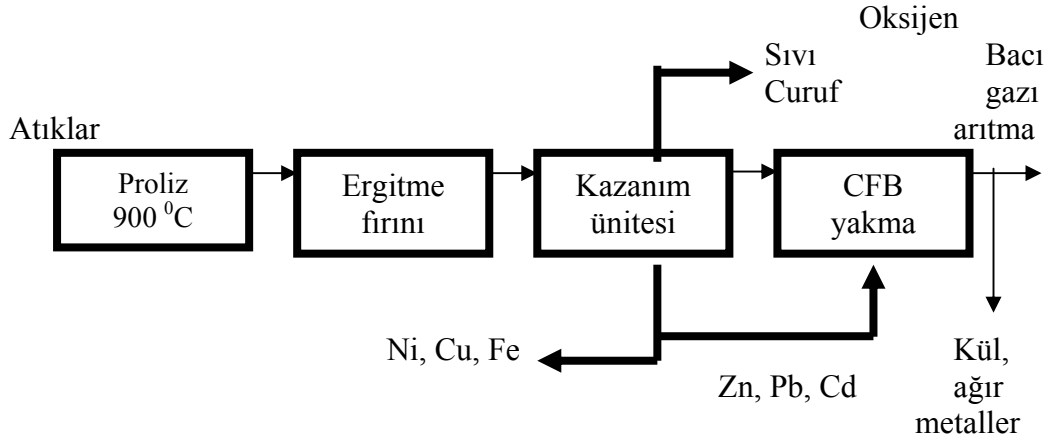 Oksijen
Sıvı
Curuf
Bacı
gazı
arıtma
Atıklar
Proliz
900 ⁰C
Ergitme
fırını
Kazanım
ünitesi
CFB
yakma
Ni, Cu, Fe
Zn, Pb, Cd
Kül,
ağır
metaller